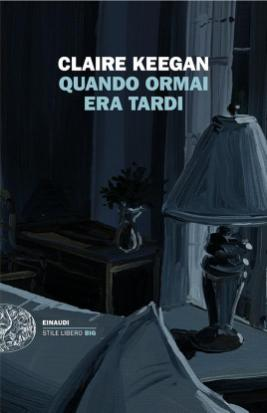 CLAIRE KEEGAN
QUANDO ORMAI
ERA TARDI
EINAUDI
STILE LIBERO BIG